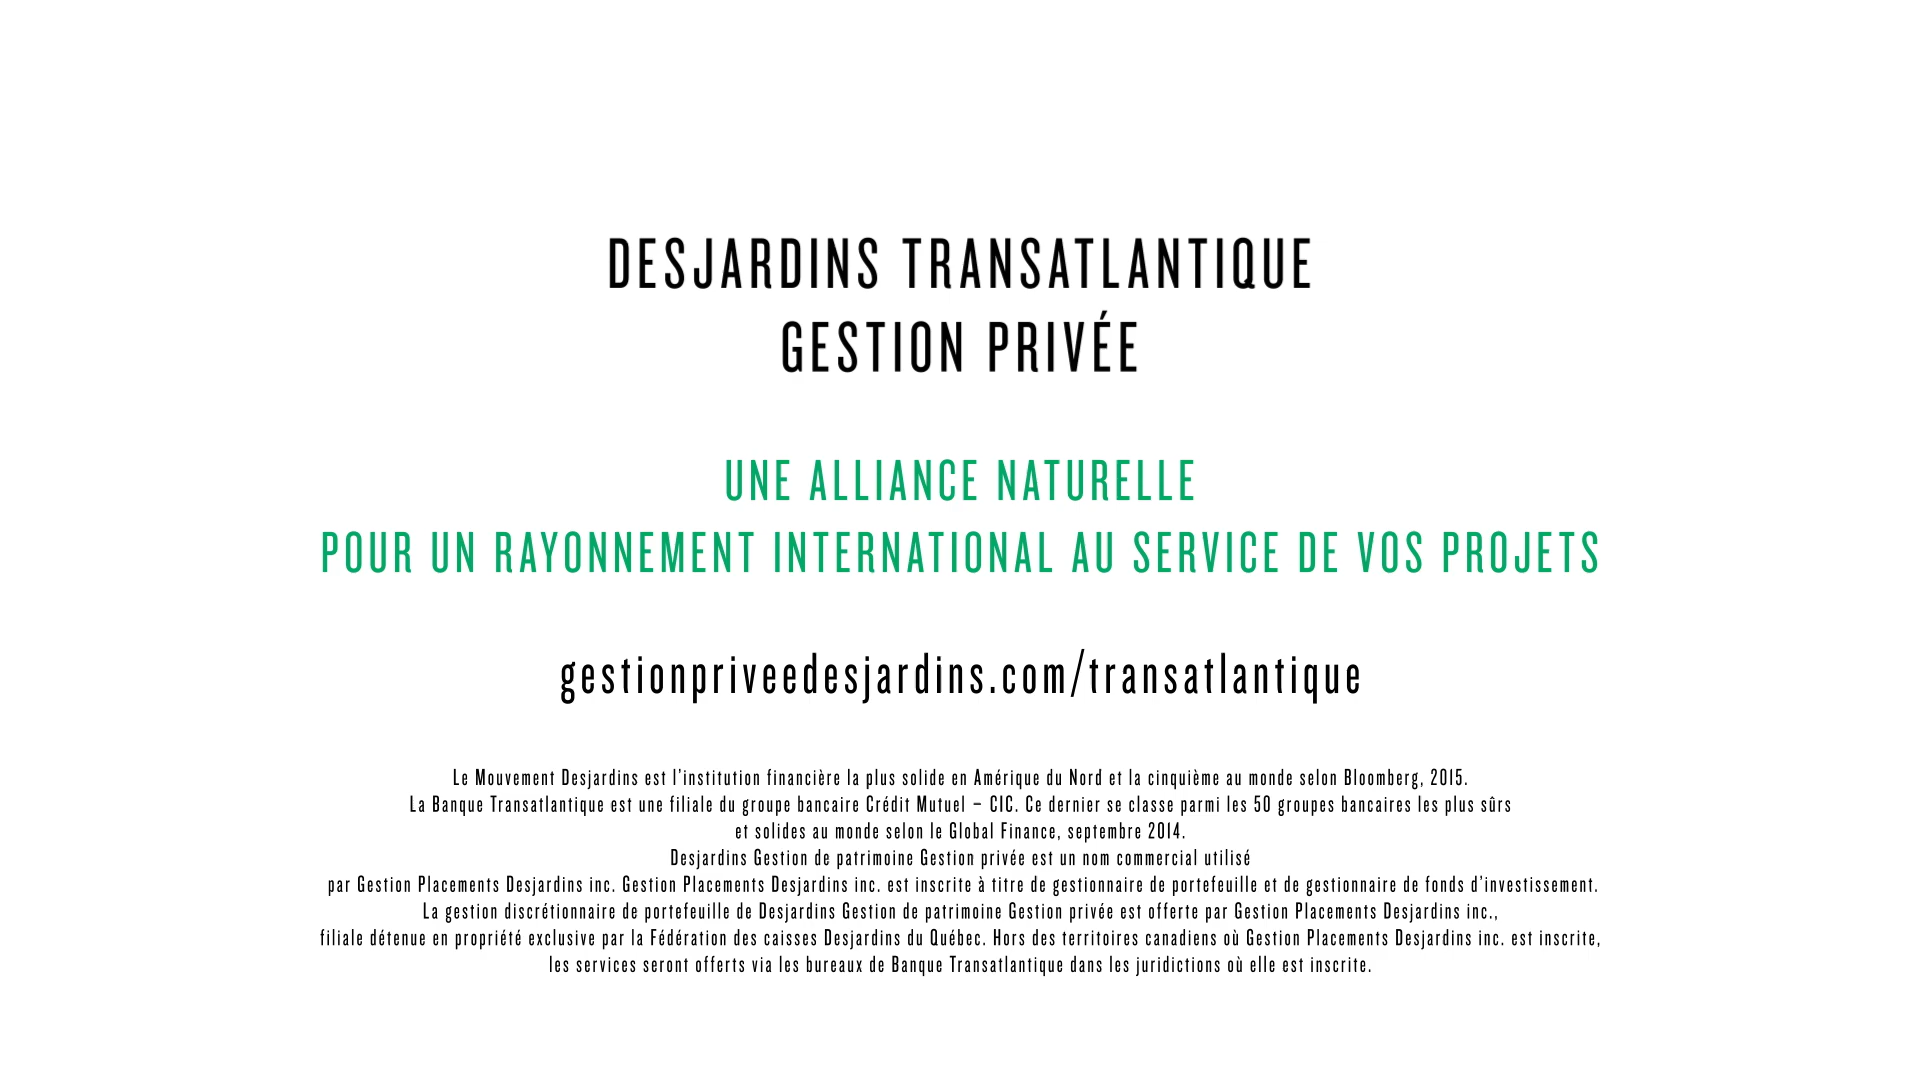 DESJARDINS TRANSATLANTIQUE
GESTION PRIVÉE
UNE ALLIANCE NATURELLE
POUR UN RAYONNEMENT INTERNATIONAL AU SERVICE DE VOS PROJETS
gestionpriveedesjardins.com/transatlantique
Le Mouvement Desjardins est l'institution financière la plus solide en Amérique du Nord et la cinquième au monde selon Bloomberg, 2015.
La Banque Transatlantique est une filiale du groupe bancaire Crédit Mutuel – CIC. Ce dernier se classe parmi les 50 groupes bancaires les plus sûrs
et solides au monde selon le Global Finance, septembre 2014.
Desjardins Gestion de patrimoine Gestion privée est un nom commercial utilisé
par Gestion Placements Desjardins inc. Gestion Placements Desjardins inc. est inscrite à titre de gestionnaire de portefeuille et de gestionnaire de fonds d'investissement.
La gestion discrétionnaire de portefeuille de Desjardins Gestion de patrimoine Gestion privée est offerte par Gestion Placements Desjardins inc.,
filiale détenue en propriété exclusive par la Fédération des caisses Desjardins du Québec. Hors des territoires canadiens où Gestion Placements Desjardins inc. est inscrite,
les services seront offerts via les bureaux de Banque Transatlantique dans les juridictions où elle est inscrite.